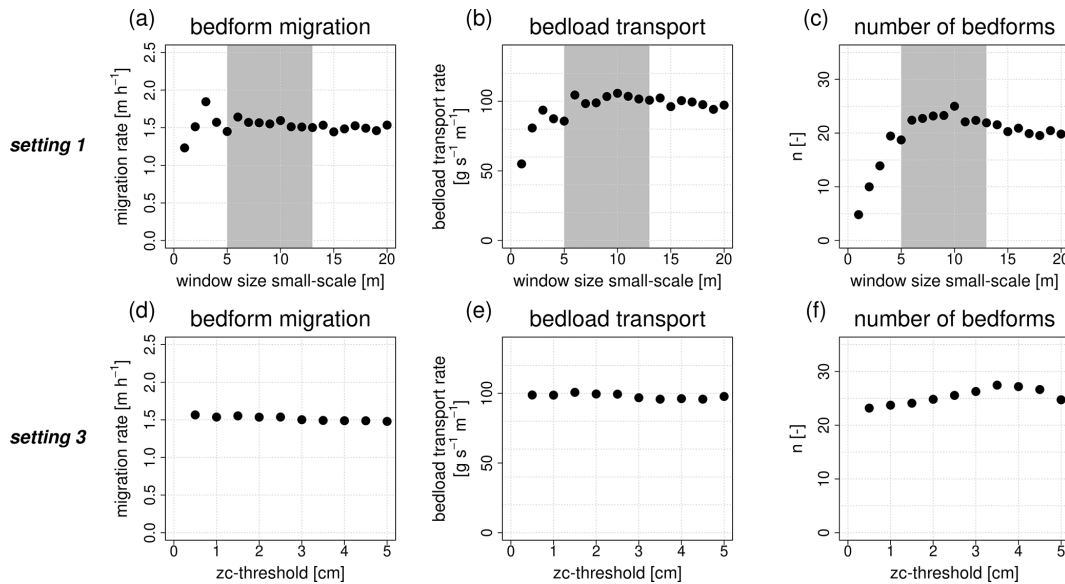 (a) (b) (c)
bedform migration bedload transport number of bedforms
setting 1
migration rate [m h⁻¹]
0.0 0.5 1.0 1.5 2.0 2.5
0 5 10 15 20
window size small-scale [m]
bedload transport rate
[g s⁻¹ m⁻¹]
0 50 100
0 5 10 15 20
window size small-scale [m]
n [-]
0 10 20 30
0 5 10 15 20
window size small-scale [m]
(d) (e) (f)
bedform migration bedload transport number of bedforms
setting 3
migration rate [m h⁻¹]
0.0 0.5 1.0 1.5 2.0 2.5
0 1 2 3 4 5
zc-threshold [cm]
bedload transport rate
[g s⁻¹ m⁻¹]
0 50 100
0 1 2 3 4 5
zc-threshold [cm]
n [-]
0 10 20 30
0 1 2 3 4 5
zc-threshold [cm]